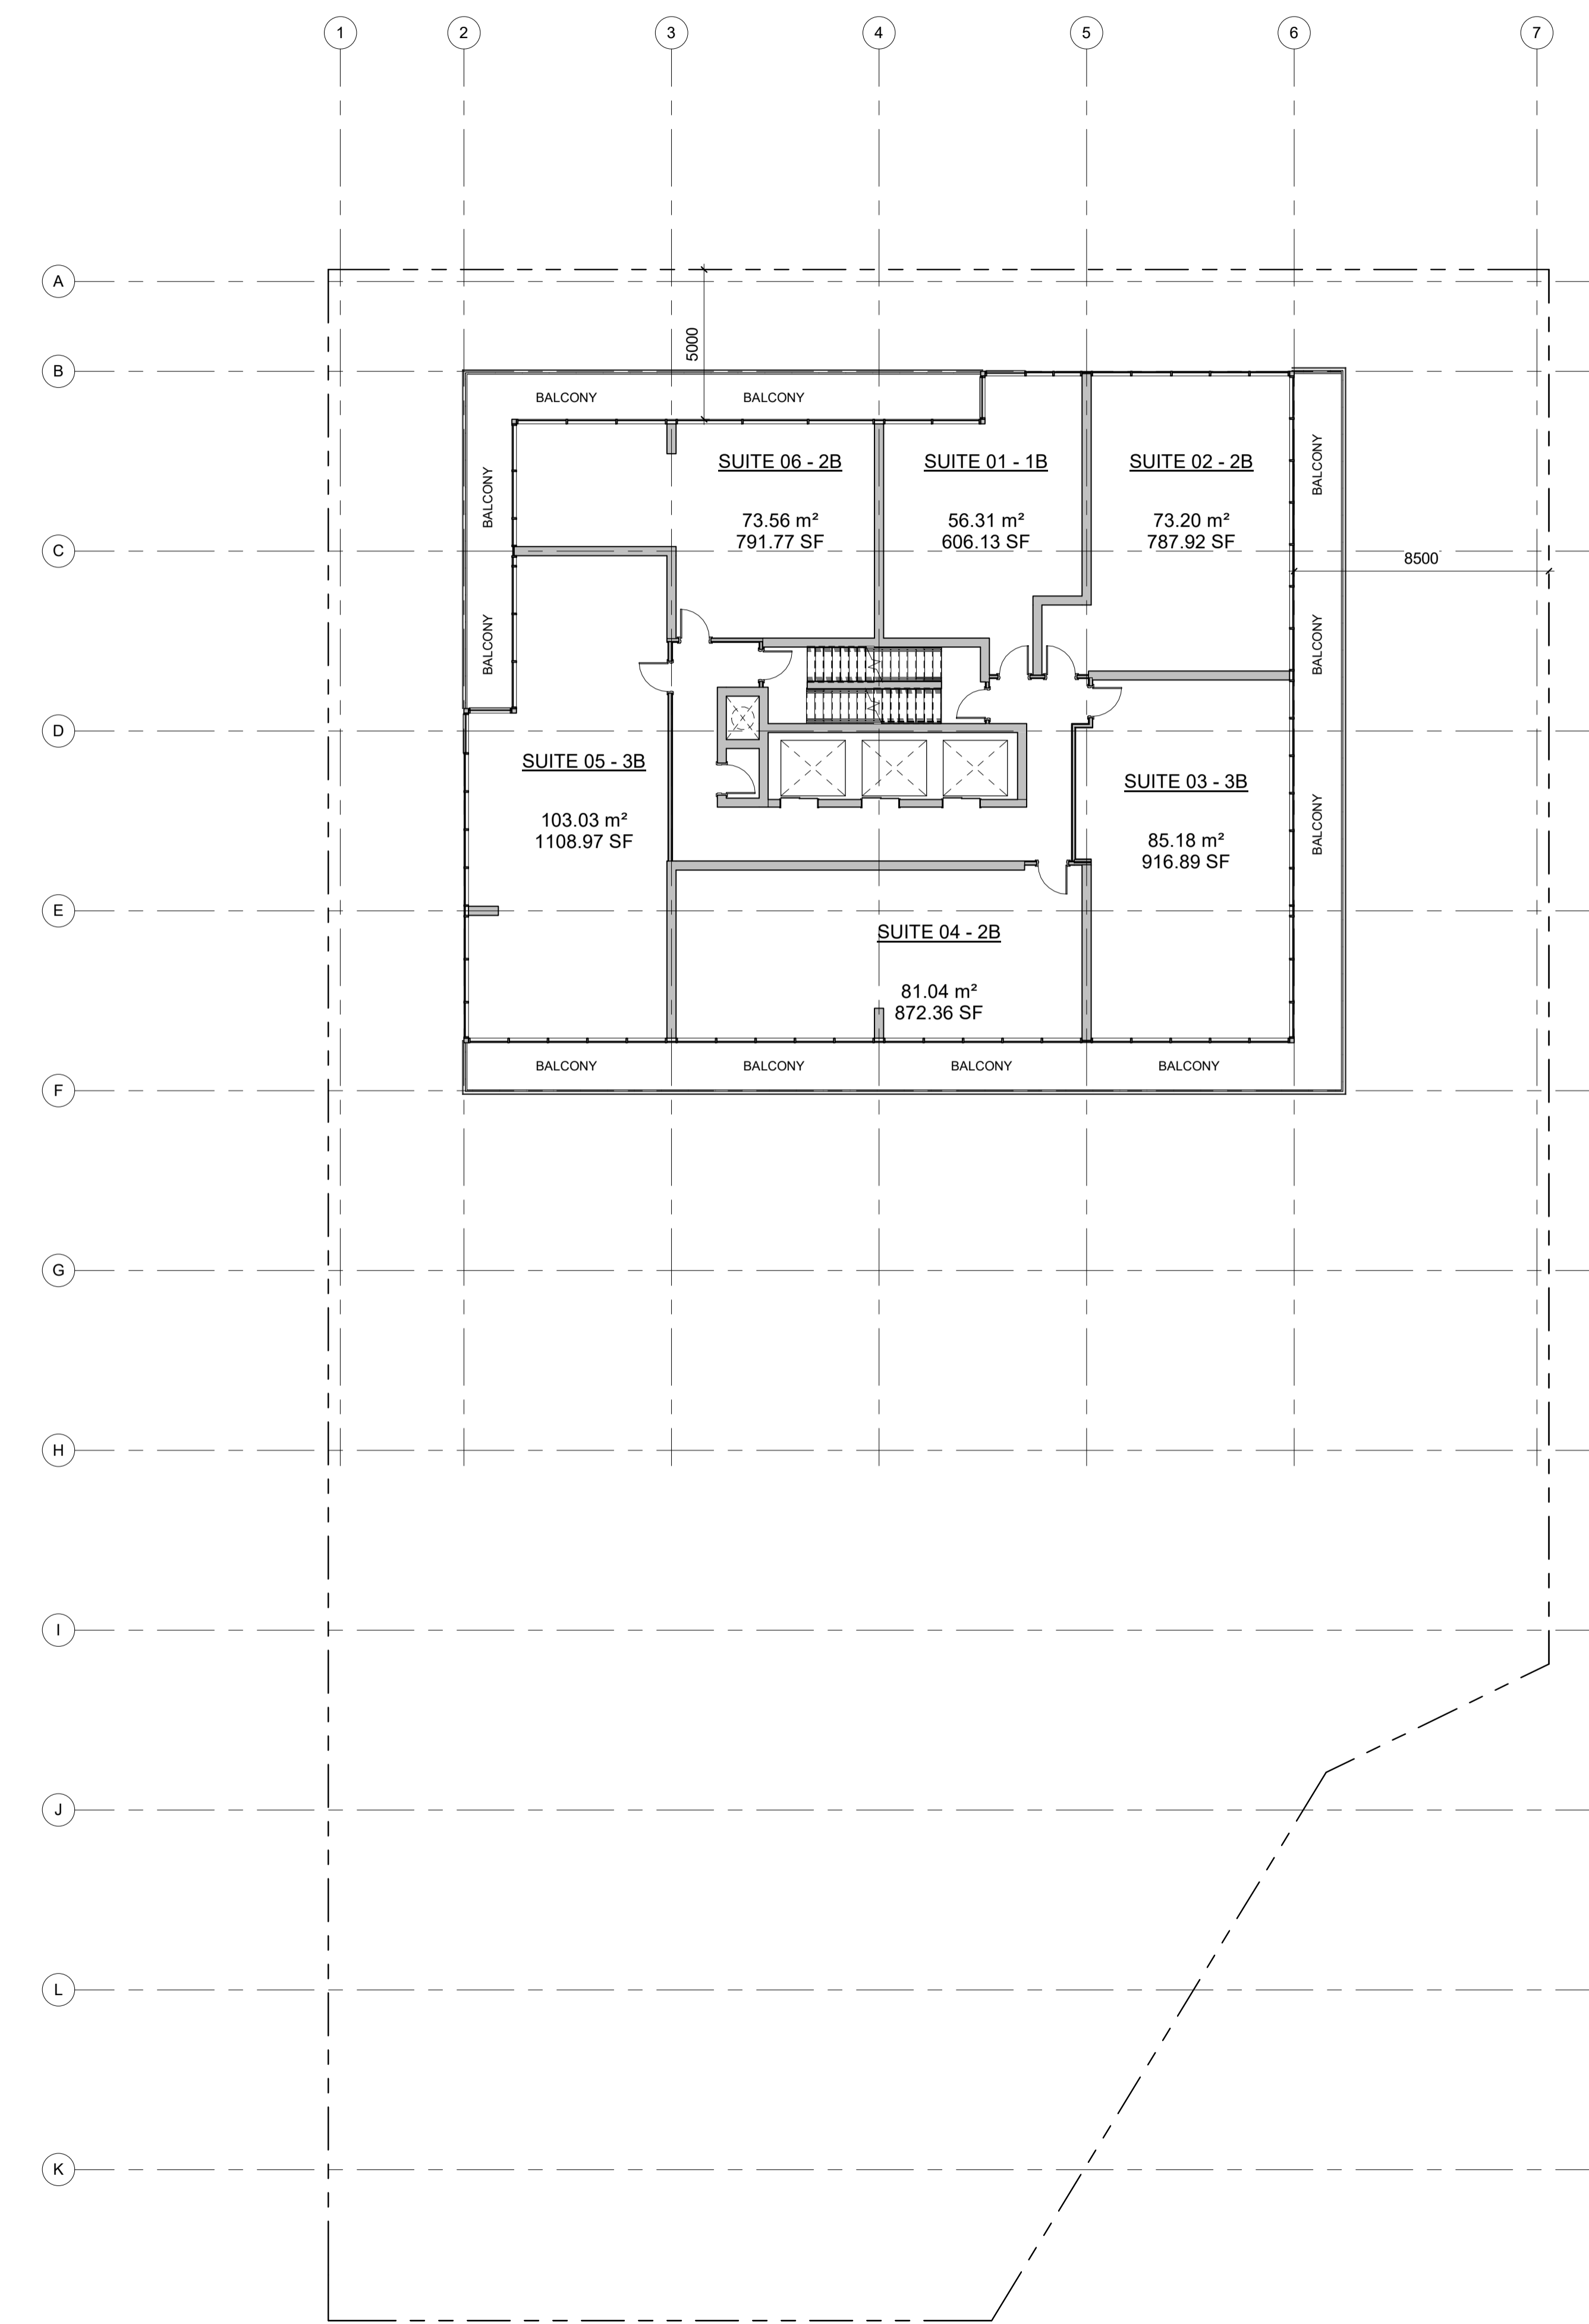 1
2
3
4
5
6
7
A
5000
B
BALCONY
BALCONY
BALCONY
BALCONY
SUITE 06 - 2B
73.56 m²
791.77 SF
SUITE 01 - 1B
56.31 m²
606.13 SF
SUITE 02 - 2B
73.20 m²
787.92 SF
C
8500
BALCONY
BALCONY
D
SUITE 05 - 3B
103.03 m²
1108.97 SF
SUITE 03 - 3B
85.18 m²
916.89 SF
BALCONY
E
SUITE 04 - 2B
81.04 m²
872.36 SF
BALCONY
BALCONY
BALCONY
BALCONY
F
G
H
I
J
L
K